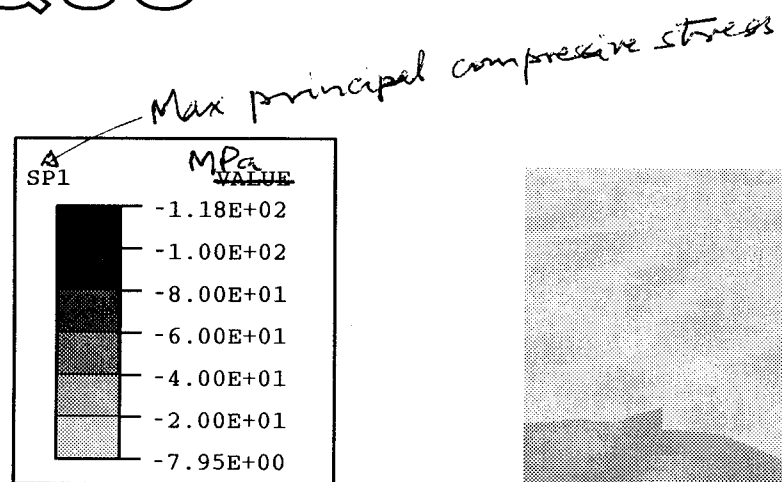 Max principal compressive stress
MPa
SP1 VALUE
-1.18E+02
-1.00E+02
-8.00E+01
-6.00E+01
-4.00E+01
-2.00E+01
-7.95E+00